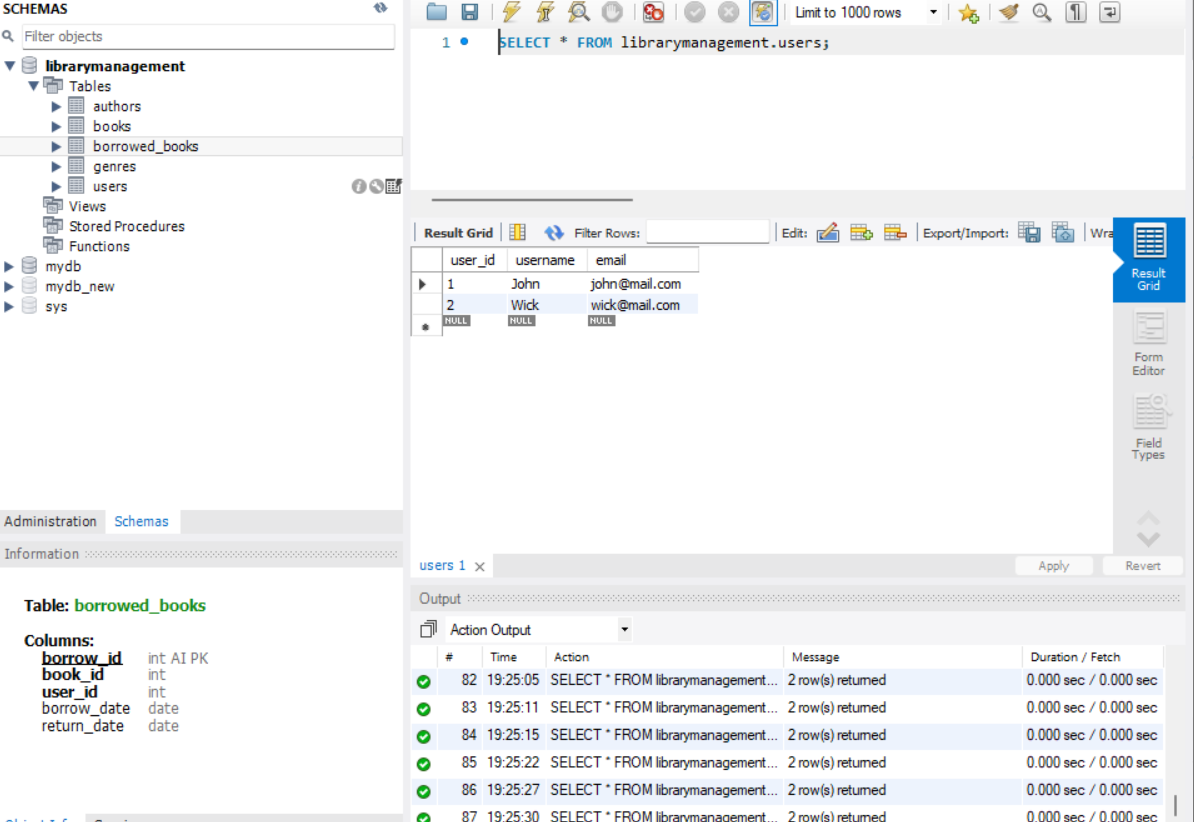 SCHEMAS
Filter objects
librarymanagement
Tables
authors
books
borrowed_books
genres
users
Views
Stored Procedures
Functions
mydb
mydb_new
sys
Administration Schemas
Information
Table: borrowed_books
Columns:
borrow_id int AI PK
book_id int
user_id int
borrow_date date
return_date date
Limit to 1000 rows
1 SELECT * FROM librarymanagement.users;
Result Grid Filter Rows: Edit: Export/Import: Wra
user_id username email
1 John john@mail.com
2 Wick wick@mail.com
NULL NULL NULL
Result
Grid
Form
Editor
Field
Types
users 1
Apply Revert
Output
Action Output
# Time Action Message Duration / Fetch
82 19:25:05 SELECT * FROM librarymanagement... 2 row(s) returned 0.000 sec / 0.000 sec
83 19:25:11 SELECT * FROM librarymanagement... 2 row(s) returned 0.000 sec / 0.000 sec
84 19:25:15 SELECT * FROM librarymanagement... 2 row(s) returned 0.000 sec / 0.000 sec
85 19:25:22 SELECT * FROM librarymanagement... 2 row(s) returned 0.000 sec / 0.000 sec
86 19:25:27 SELECT * FROM librarymanagement... 2 row(s) returned 0.000 sec / 0.000 sec
87 19:25:30 SELECT * FROM librarymanagement... 2 row(s) returned 0.000 sec / 0.000 sec